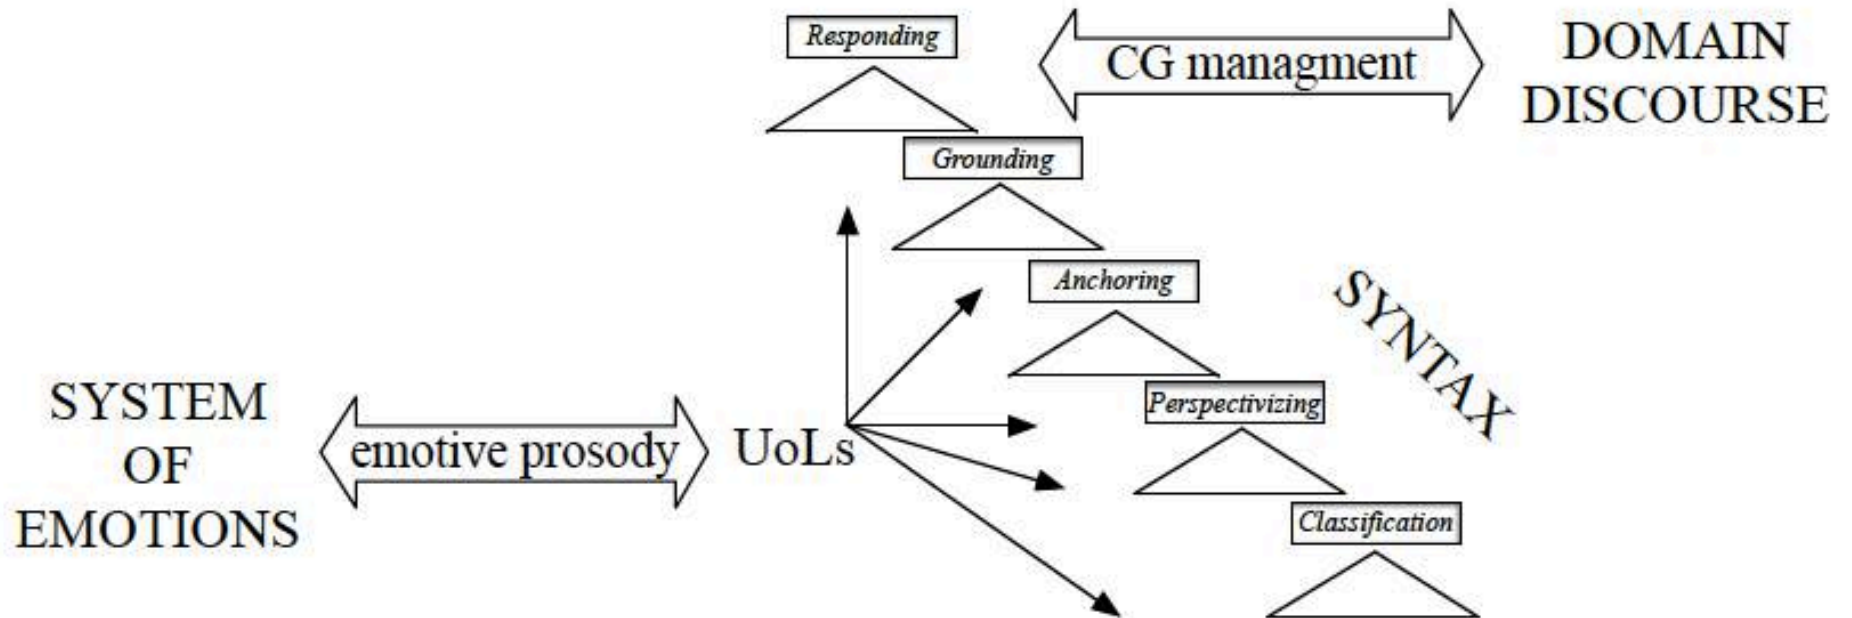 Responding
CG managment
DOMAIN
DISCOURSE
Grounding
Anchoring
SYNTAX
Perspectivizing
SYSTEM
OF
EMOTIONS
emotive prosody
UoLs
Classification